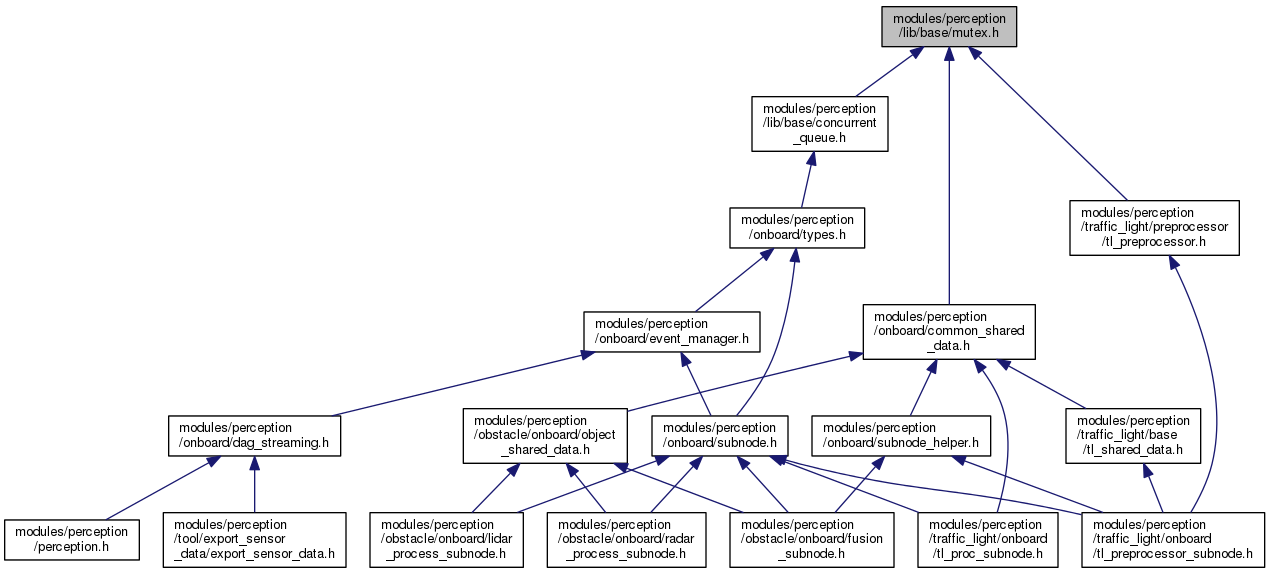 modules/perception
/lib/base/mutex.h
modules/perception
/lib/base/concurrent
_queue.h
modules/perception
/onboard/types.h
modules/perception
/traffic_light/preprocessor
/tl_preprocessor.h
modules/perception
/onboard/event_manager.h
modules/perception
/onboard/common_shared
_data.h
modules/perception
/onboard/dag_streaming.h
modules/perception
/obstacle/onboard/object
_shared_data.h
modules/perception
/onboard/subnode.h
modules/perception
/onboard/subnode_helper.h
modules/perception
/traffic_light/base
/tl_shared_data.h
modules/perception
/perception.h
modules/perception
/tool/export_sensor
_data/export_sensor_data.h
modules/perception
/obstacle/onboard/lidar
_process_subnode.h
modules/perception
/obstacle/onboard/radar
_process_subnode.h
modules/perception
/obstacle/onboard/fusion
_subnode.h
modules/perception
/traffic_light/onboard
/tl_proc_subnode.h
modules/perception
/traffic_light/onboard
/tl_preprocessor_subnode.h